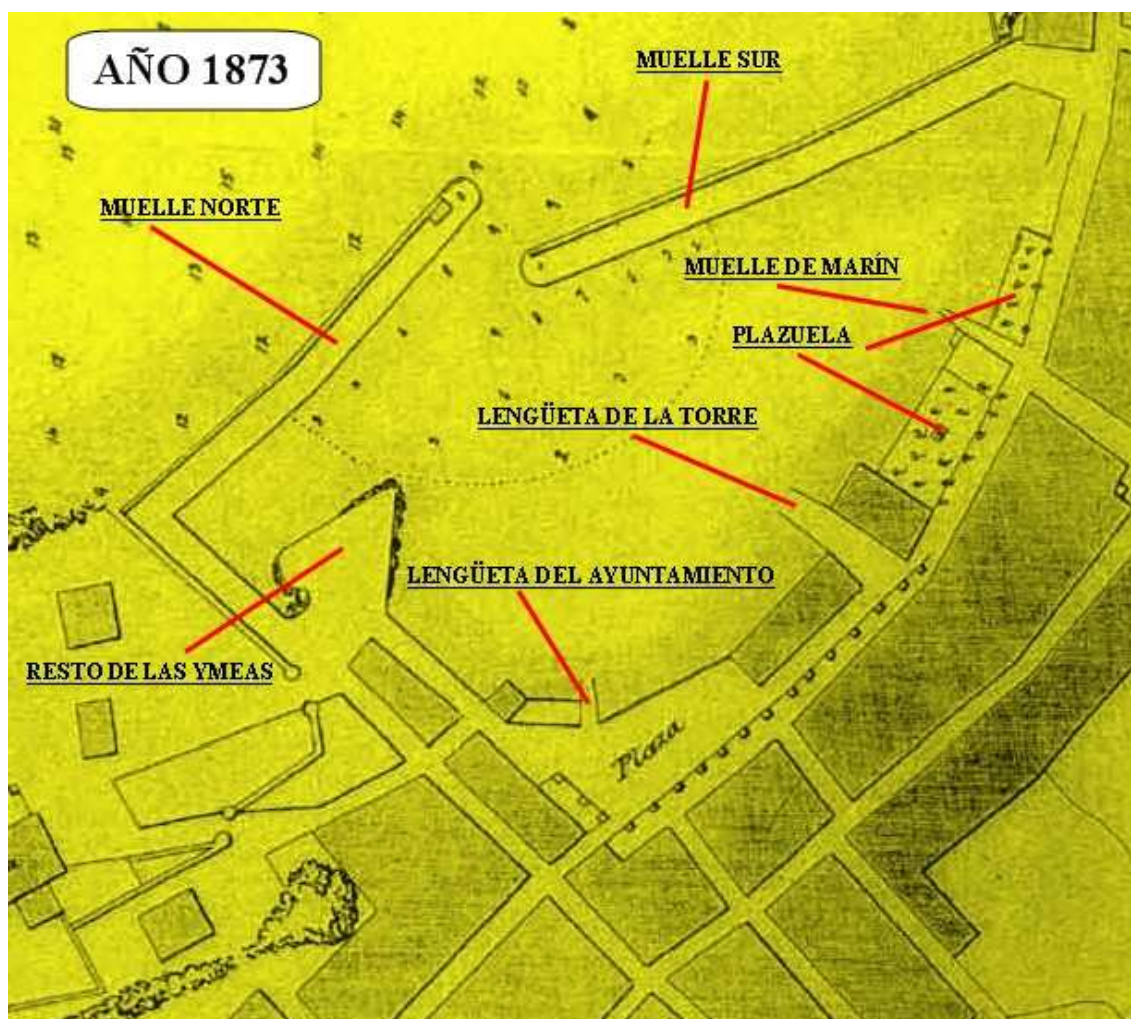 AÑO 1873
MUELLE SUR
MUELLE NORTE
MUELLE DE MARÍN
PLAZUELA
LENGÜETA DE LA TORRE
LENGÜETA DEL AYUNTAMIENTO
RESTO DE LAS YMEAS
Plaza